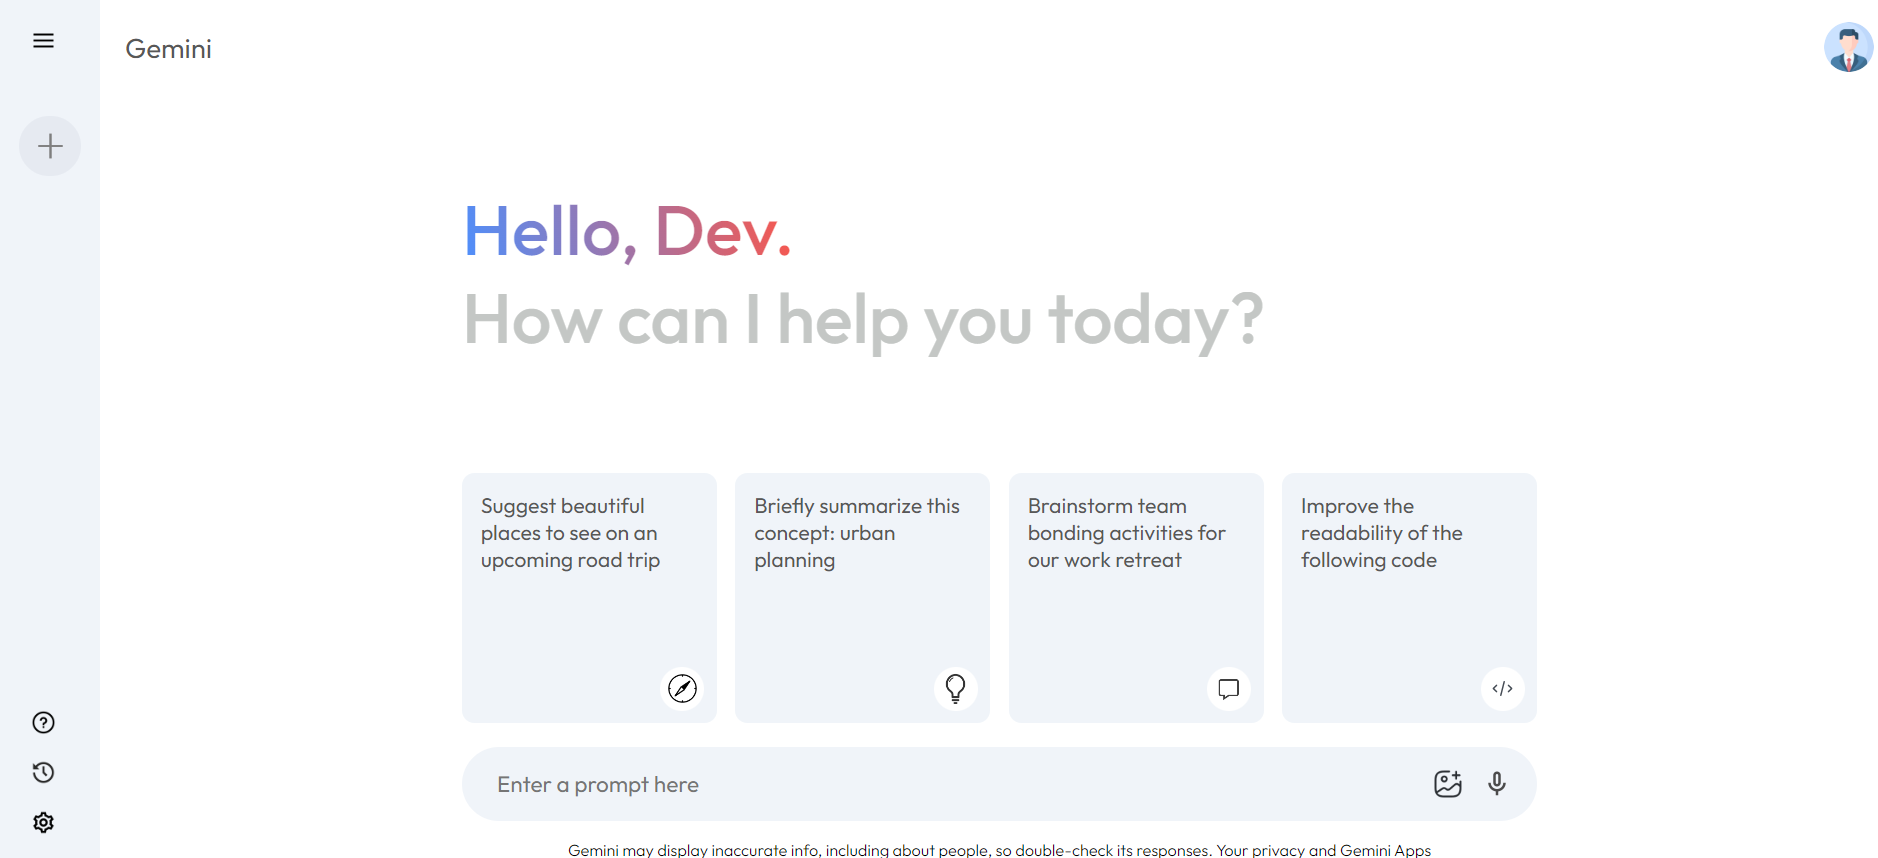 Gemini
Hello, Dev.
How can I help you today?
Suggest beautiful
places to see on an
upcoming road trip
Briefly summarize this
concept: urban
planning
Brainstorm team
bonding activities for
our work retreat
Improve the
readability of the
following code
</>
Enter a prompt here
Gemini may display inaccurate info, including about people, so double-check its responses. Your privacy and Gemini Apps